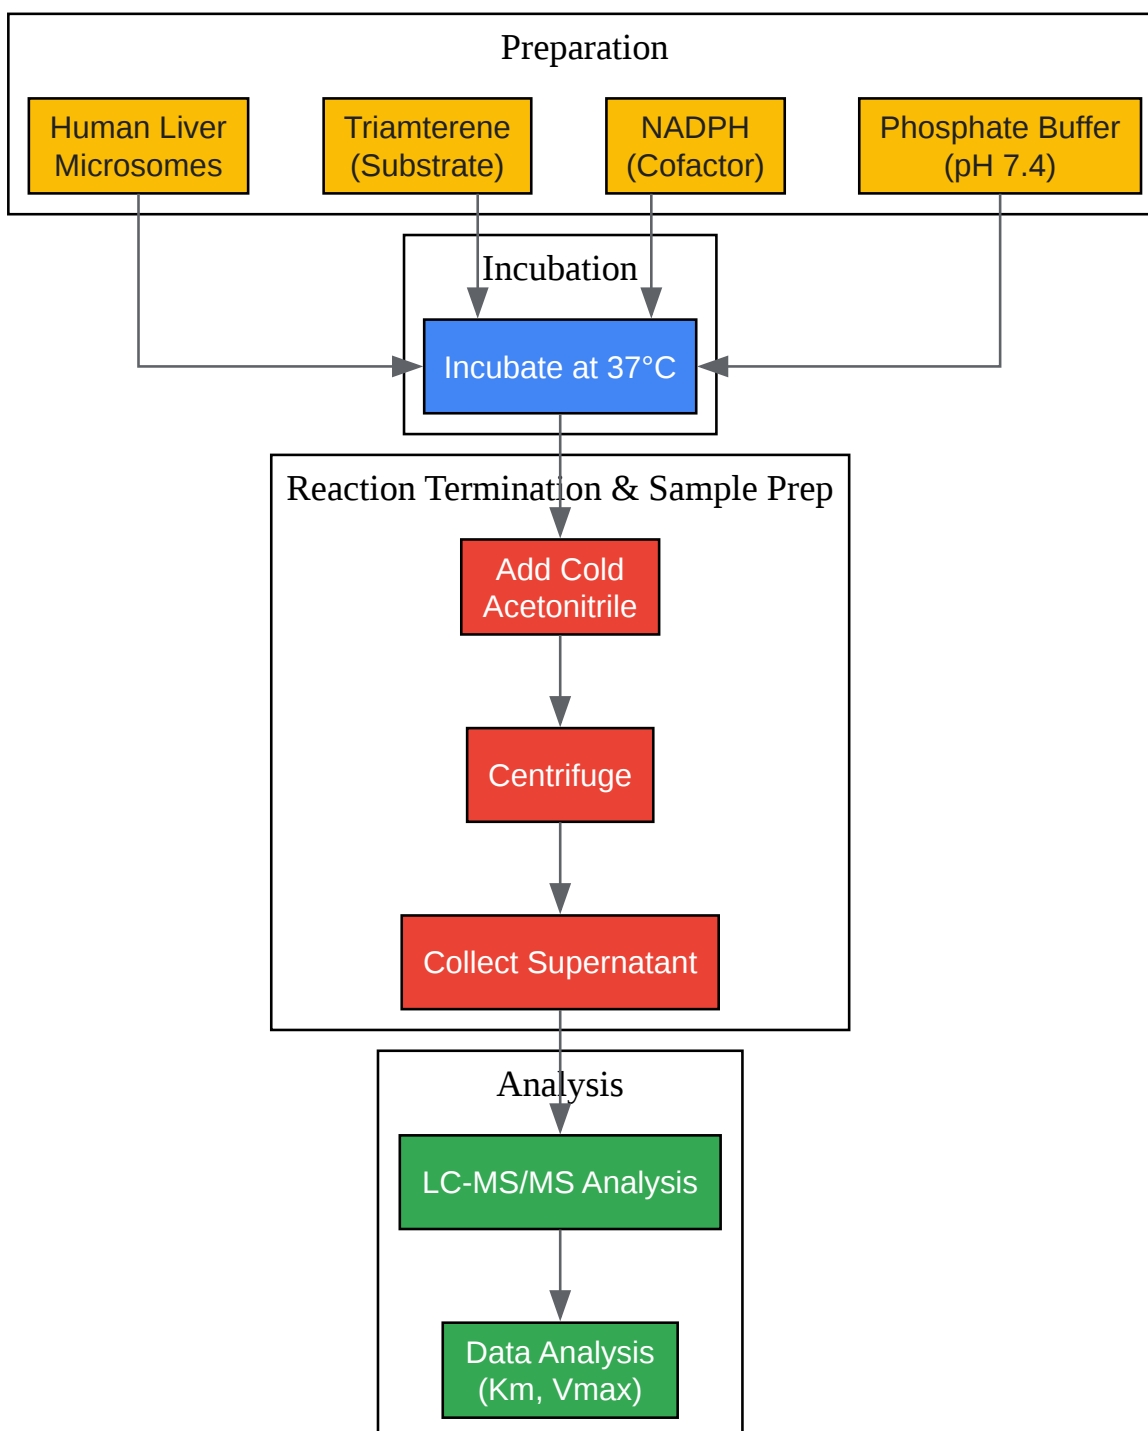 Preparation
Human Liver
Microsomes
Triamterene
(Substrate)
NADPH
(Cofactor)
Phosphate Buffer
(pH 7.4)
Incubation
Incubate at 37°C
Reaction Termination & Sample Prep
Add Cold
Acetonitrile
Centrifuge
Collect Supernatant
Analysis
LC-MS/MS Analysis
Data Analysis
(Km, Vmax)